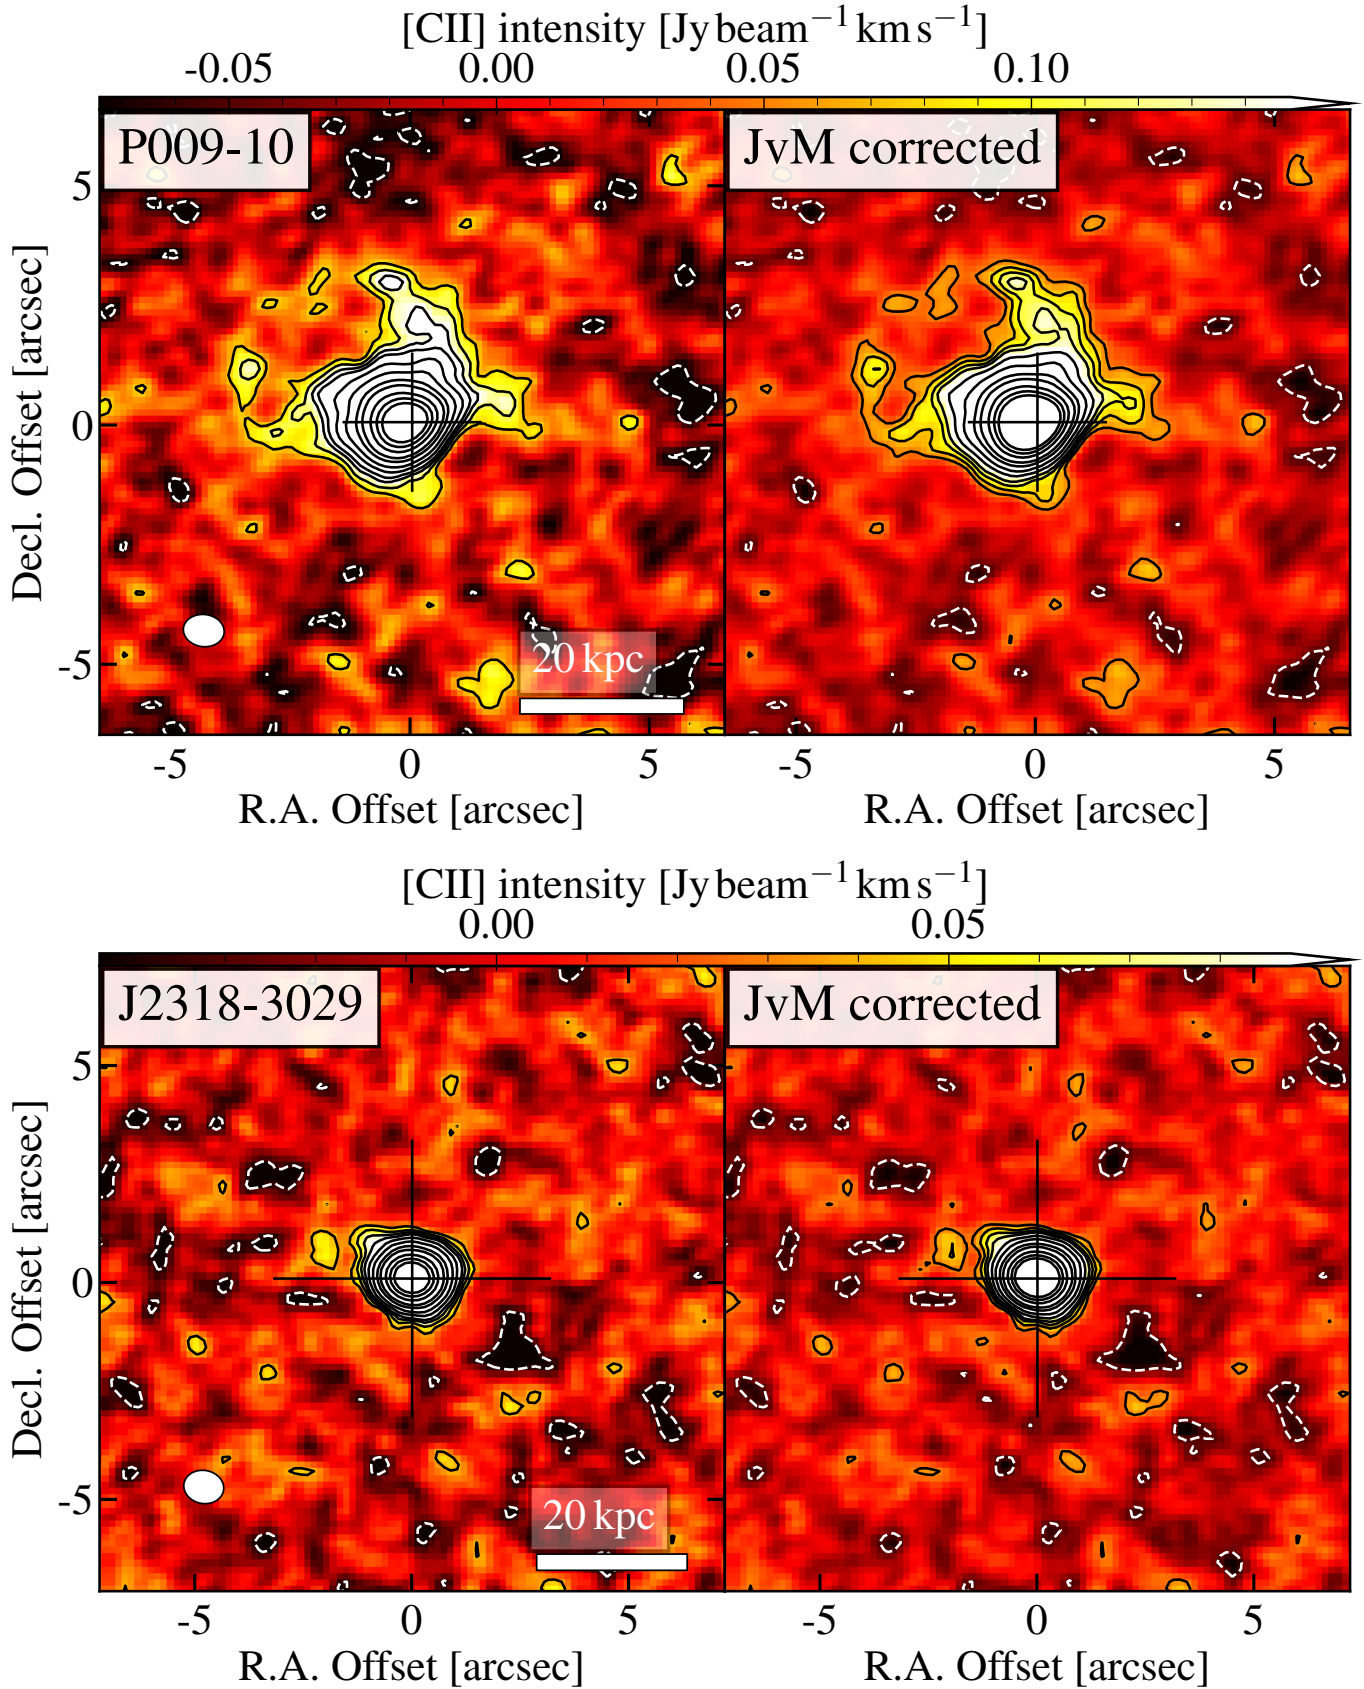 [CII] intensity [Jy beam−1 km s−1]
-0.05 0.00 0.05 0.10
P009-10 JvM corrected
5
0
-5
Decl. Offset [arcsec]
20 kpc
-5 0 5 -5 0 5
R.A. Offset [arcsec] R.A. Offset [arcsec]
[CII] intensity [Jy beam−1 km s−1]
0.00 0.05
J2318-3029 JvM corrected
5
0
-5
Decl. Offset [arcsec]
20 kpc
-5 0 5 -5 0 5
R.A. Offset [arcsec] R.A. Offset [arcsec]